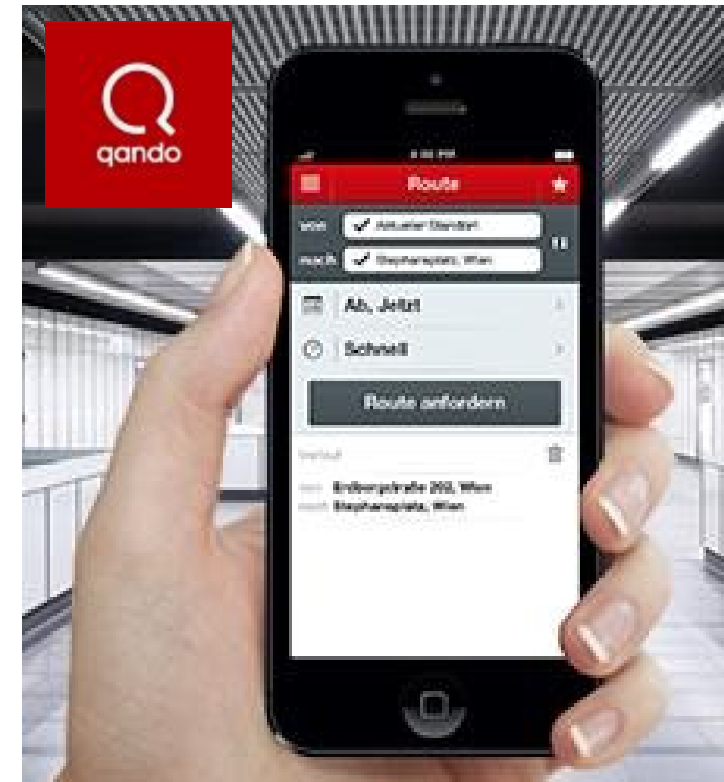 qando
Route
von ✓ Aktueller Standort
nach ✓ Stephansplatz, Wien
Ab, Jetzt
Schnell
Route anfordern
Verlauf
von Erdbergstraße 202, Wien
nach Stephansplatz, Wien